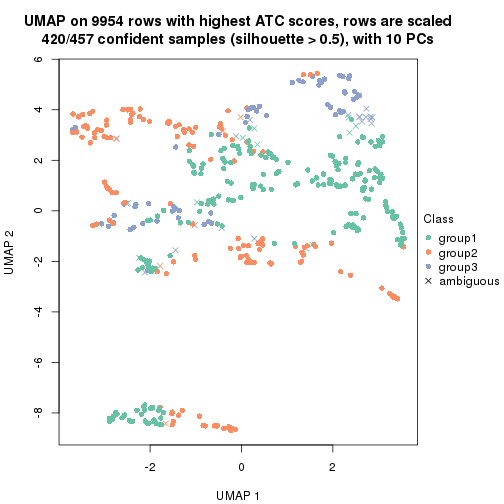 UMAP on 9954 rows with highest ATC scores, rows are scaled
420/457 confident samples (silhouette > 0.5), with 10 PCs
6
4
2
0
-2
-4
-6
-8
UMAP 2
-2
0
2
UMAP 1
Class
group1
group2
group3
ambiguous